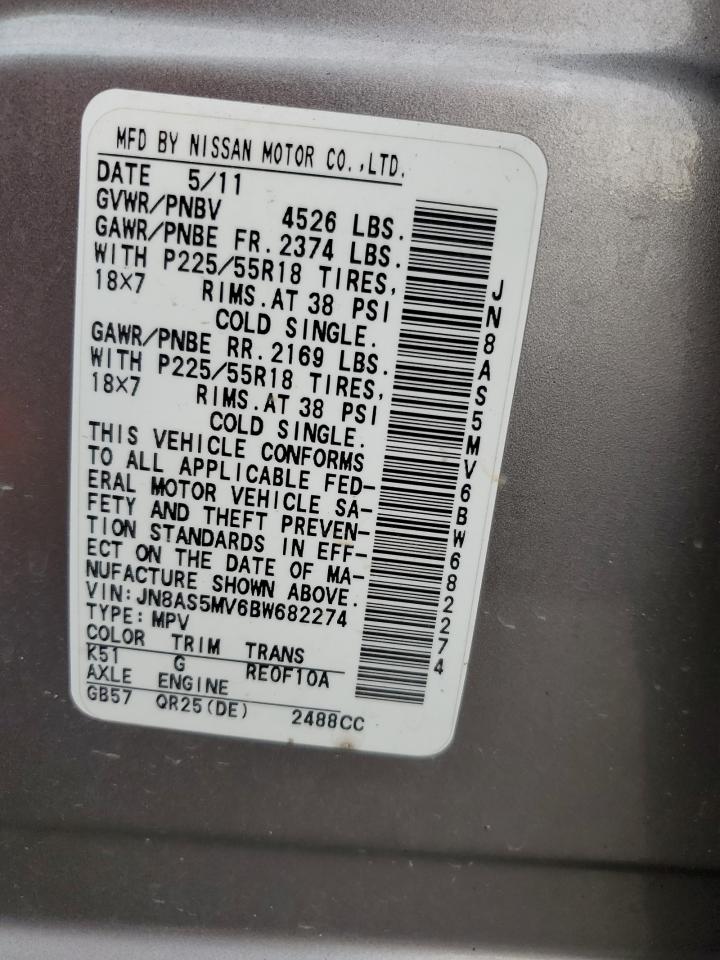 MFD BY NISSAN MOTOR CO.,LTD.
DATE 5/11
GVWR/PNBV 4526 LBS.
GAWR/PNBE FR. 2374 LBS.
WITH P225/55R18 TIRES,
18×7 RIMS.AT 38 PSI
COLD SINGLE.
GAWR/PNBE RR. 2169 LBS.
WITH P225/55R18 TIRES,
18×7 RIMS.AT 38 PSI
COLD SINGLE.
THIS VEHICLE CONFORMS
TO ALL APPLICABLE FED-
ERAL MOTOR VEHICLE SA-
FETY AND THEFT PREVEN-
TION STANDARDS IN EFF-
ECT ON THE DATE OF MA-
NUFACTURE SHOWN ABOVE.
VIN:JN8AS5MV6BW682274
TYPE:MPV
COLOR TRIM TRANS
K51 G RE0F10A
AXLE ENGINE
GB57 QR25(DE) 2488CC
JN8AS5MV6BW682274